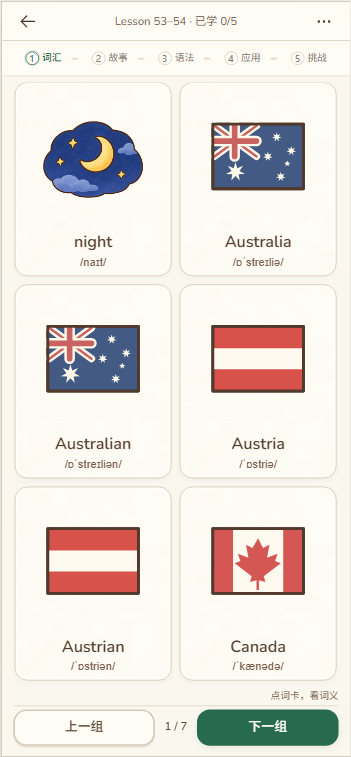 Lesson 53–54 · 已学 0/5
1 词汇 – 2 故事 – 3 语法 – 4 应用 – 5 挑战
night
/naɪt/
Australia
/ɒˈstreɪliə/
Australian
/ɒˈstreɪliən/
Austria
/ˈɒstriə/
Austrian
/ˈɒstriən/
Canada
/ˈkænədə/
点词卡，看词义
上一组
1 / 7
下一组